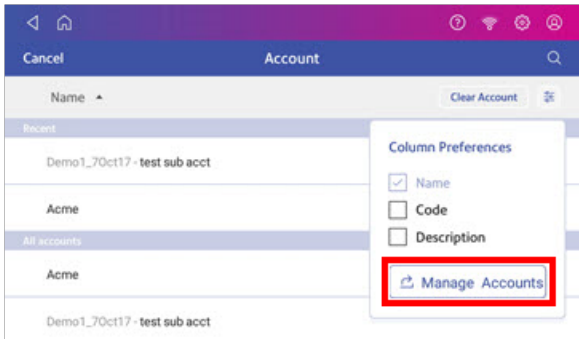 Cancel Account
Name Clear Account
Recent
Column Preferences
Demo1_7Oct17 - test sub acct
Name
Acme
Code
All accounts
Description
Acme
Manage Accounts
Demo1_7Oct17 - test sub acct